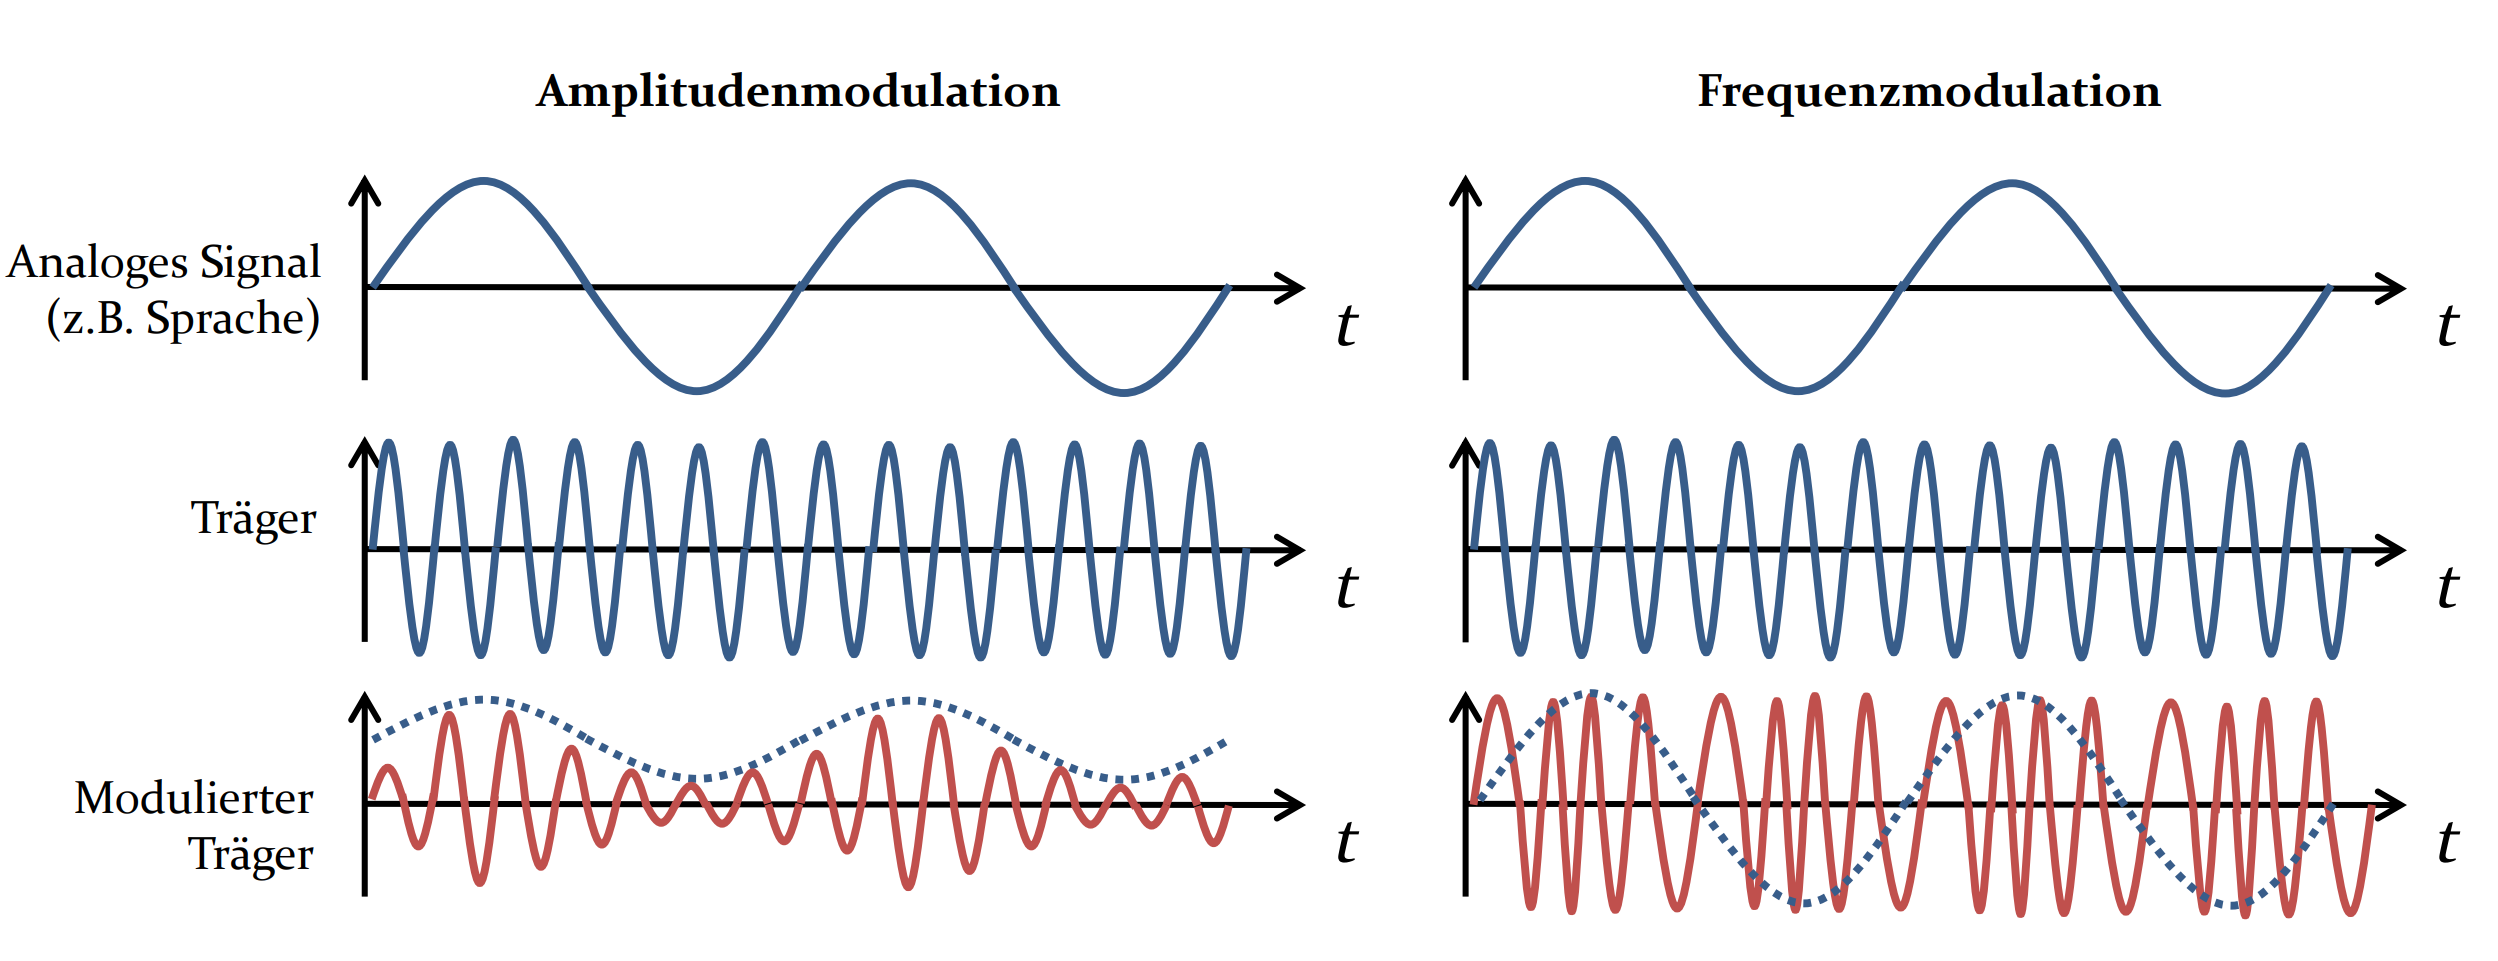 Amplitudenmodulation
Frequenzmodulation
Analoges Signal
(z.B. Sprache)
t
t
Träger
t
t
Modulierter
Träger
t
t